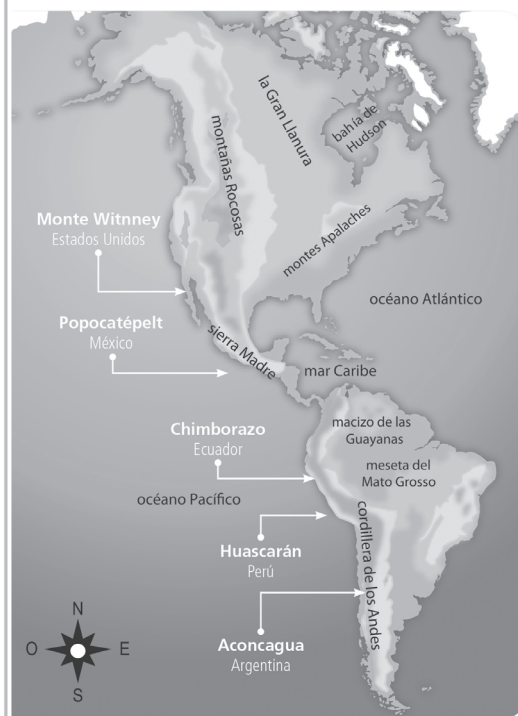 la Gran Llanura
bahía de
Hudson
montañas Rocosas
montes Apalaches
Monte Witnney
Estados Unidos
océano Atlántico
Popocatépelt
México
sierra Madre
mar Caribe
Chimborazo
Ecuador
macizo de las
Guayanas
meseta del
Mato Grosso
océano Pacífico
cordillera de los Andes
Huascarán
Perú
Aconcagua
Argentina
N
O
E
S